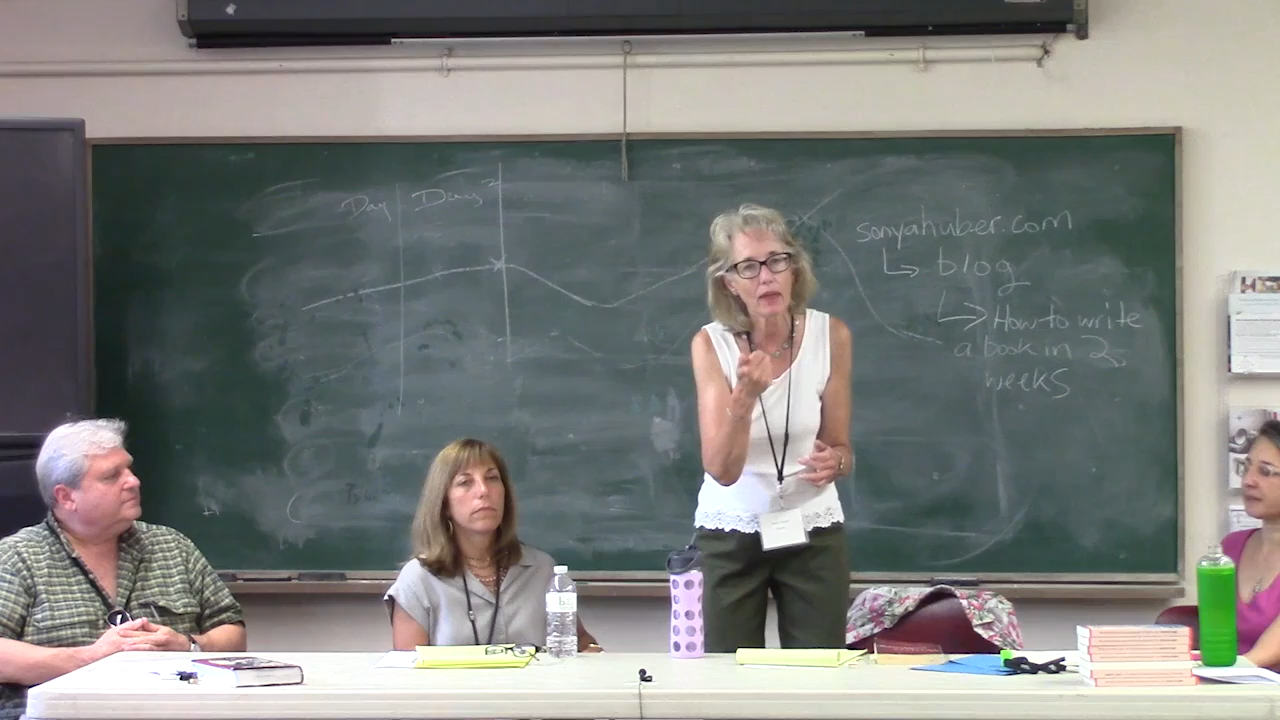 Day Day 2
sonyahuber.com
↳ blog
↳ How to write
a book in 2
weeks